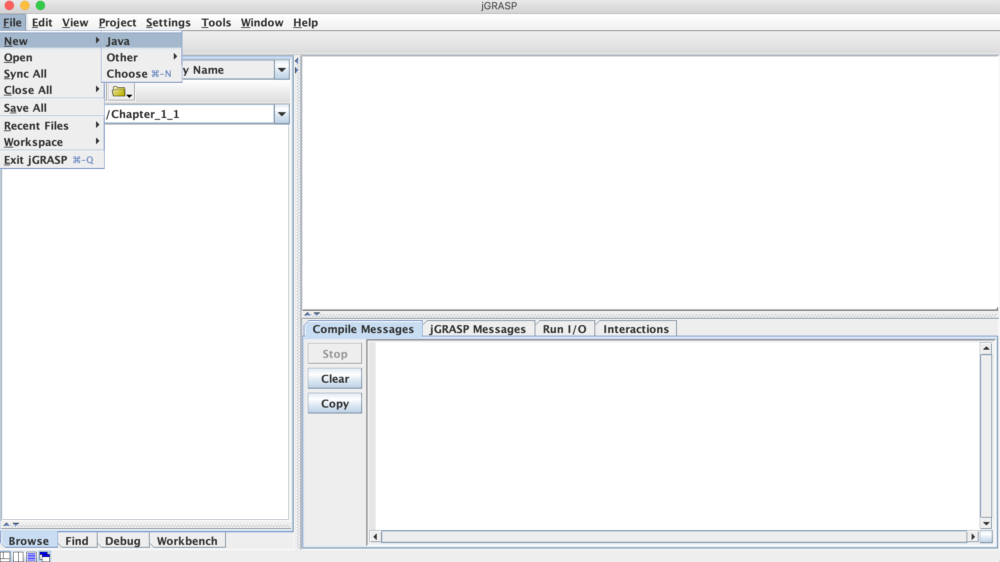 jGRASP
File Edit View Project Settings Tools Window Help
New
Java
Open
Other
Sync All
Choose ⌘-N
y Name
Close All
Save All
/Chapter_1_1
Recent Files
Workspace
Exit jGRASP ⌘-Q
Compile Messages jGRASP Messages Run I/O Interactions
Stop
Clear
Copy
Browse Find Debug Workbench